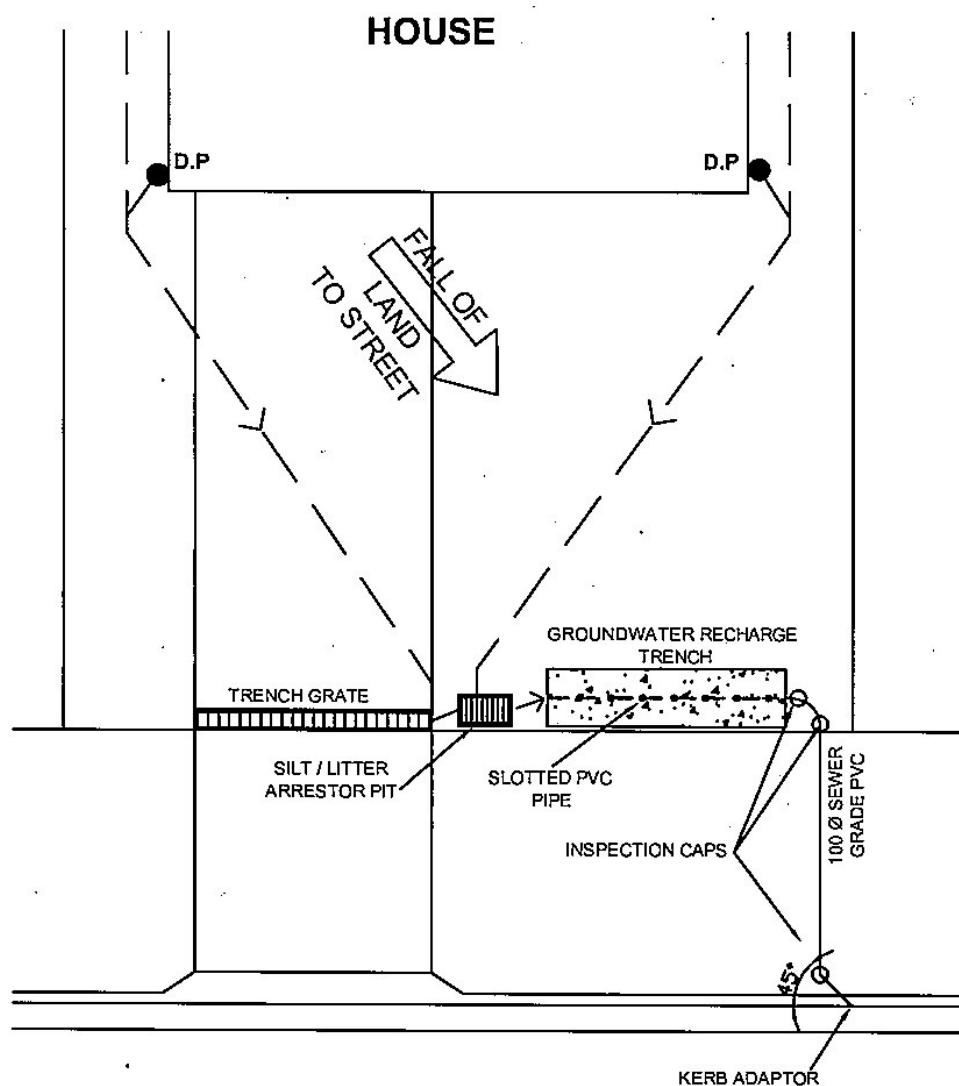 HOUSE
D.P
D.P
FALL OF
LAND
TO STREET
GROUNDWATER RECHARGE
TRENCH
TRENCH GRATE
SILT / LITTER
ARRESTOR PIT
SLOTTED PVC
PIPE
100 Ø SEWER
GRADE PVC
INSPECTION CAPS
45°
KERB ADAPTOR